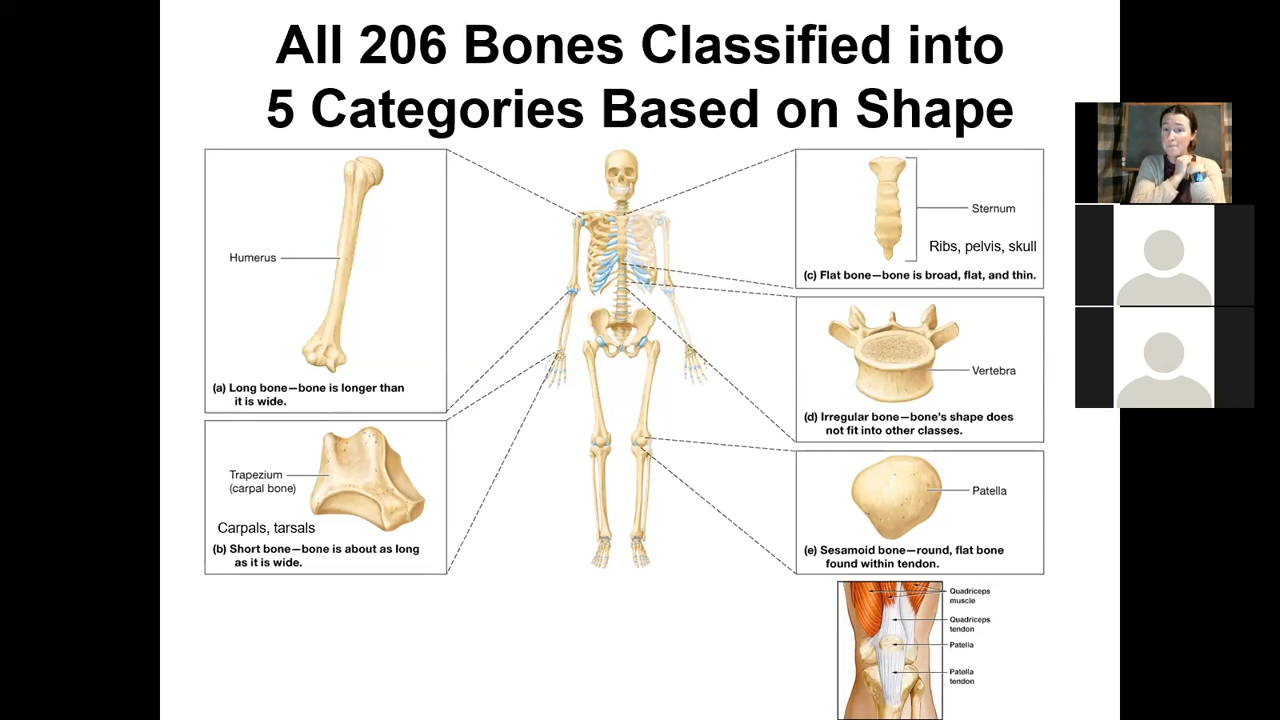 All 206 Bones Classified into
5 Categories Based on Shape
Humerus
(a) Long bone—bone is longer than
it is wide.
Trapezium
(carpal bone)
Carpals, tarsals
(b) Short bone—bone is about as long
as it is wide.
Sternum
Ribs, pelvis, skull
(c) Flat bone—bone is broad, flat, and thin.
Vertebra
(d) Irregular bone—bone's shape does
not fit into other classes.
Patella
(e) Sesamoid bone—round, flat bone
found within tendon.
Quadriceps
muscle
Quadriceps
tendon
Patella
Patella
tendon